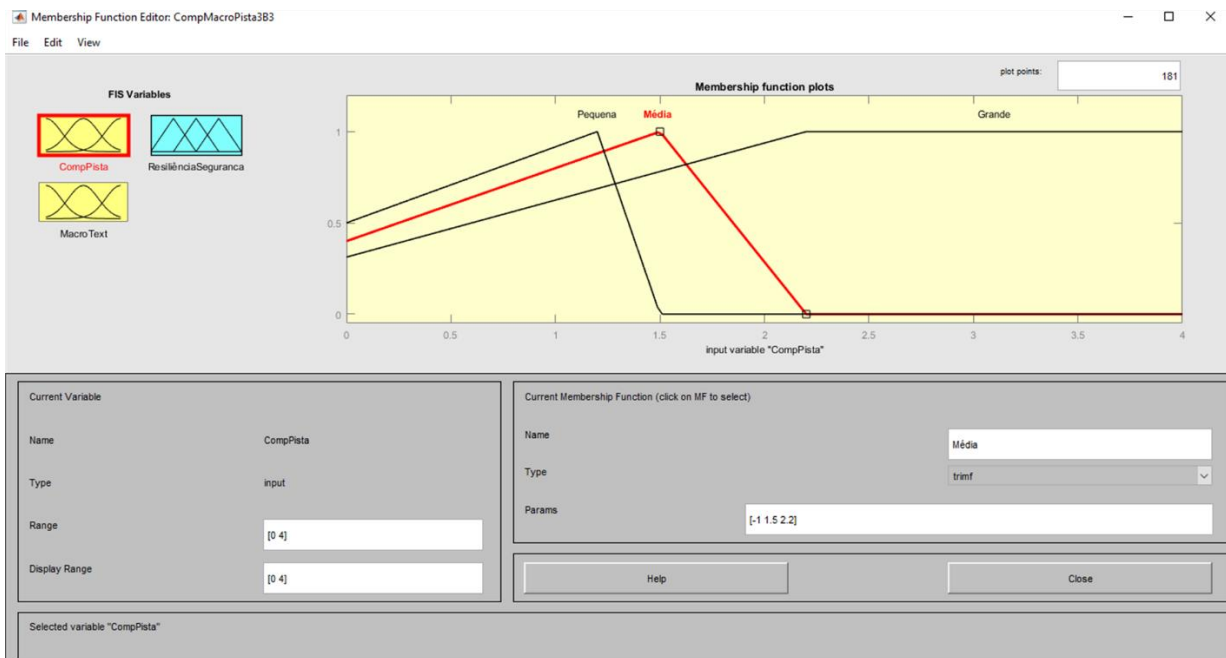 Membership Function Editor: CompMacroPista3B3
File Edit View
FIS Variables
CompPista
ResiliênciaSeguranca
MacroText
plot points:
181
Membership function plots
Pequena Média Grande
1
0.5
0
0 0.5 1 1.5 2 2.5 3 3.5 4
input variable "CompPista"
Current Variable
Name CompPista
Type input
Range [0 4]
Display Range [0 4]
Current Membership Function (click on MF to select)
Name Média
Type trimf
Params [-1 1.5 2.2]
Help Close
Selected variable "CompPista"